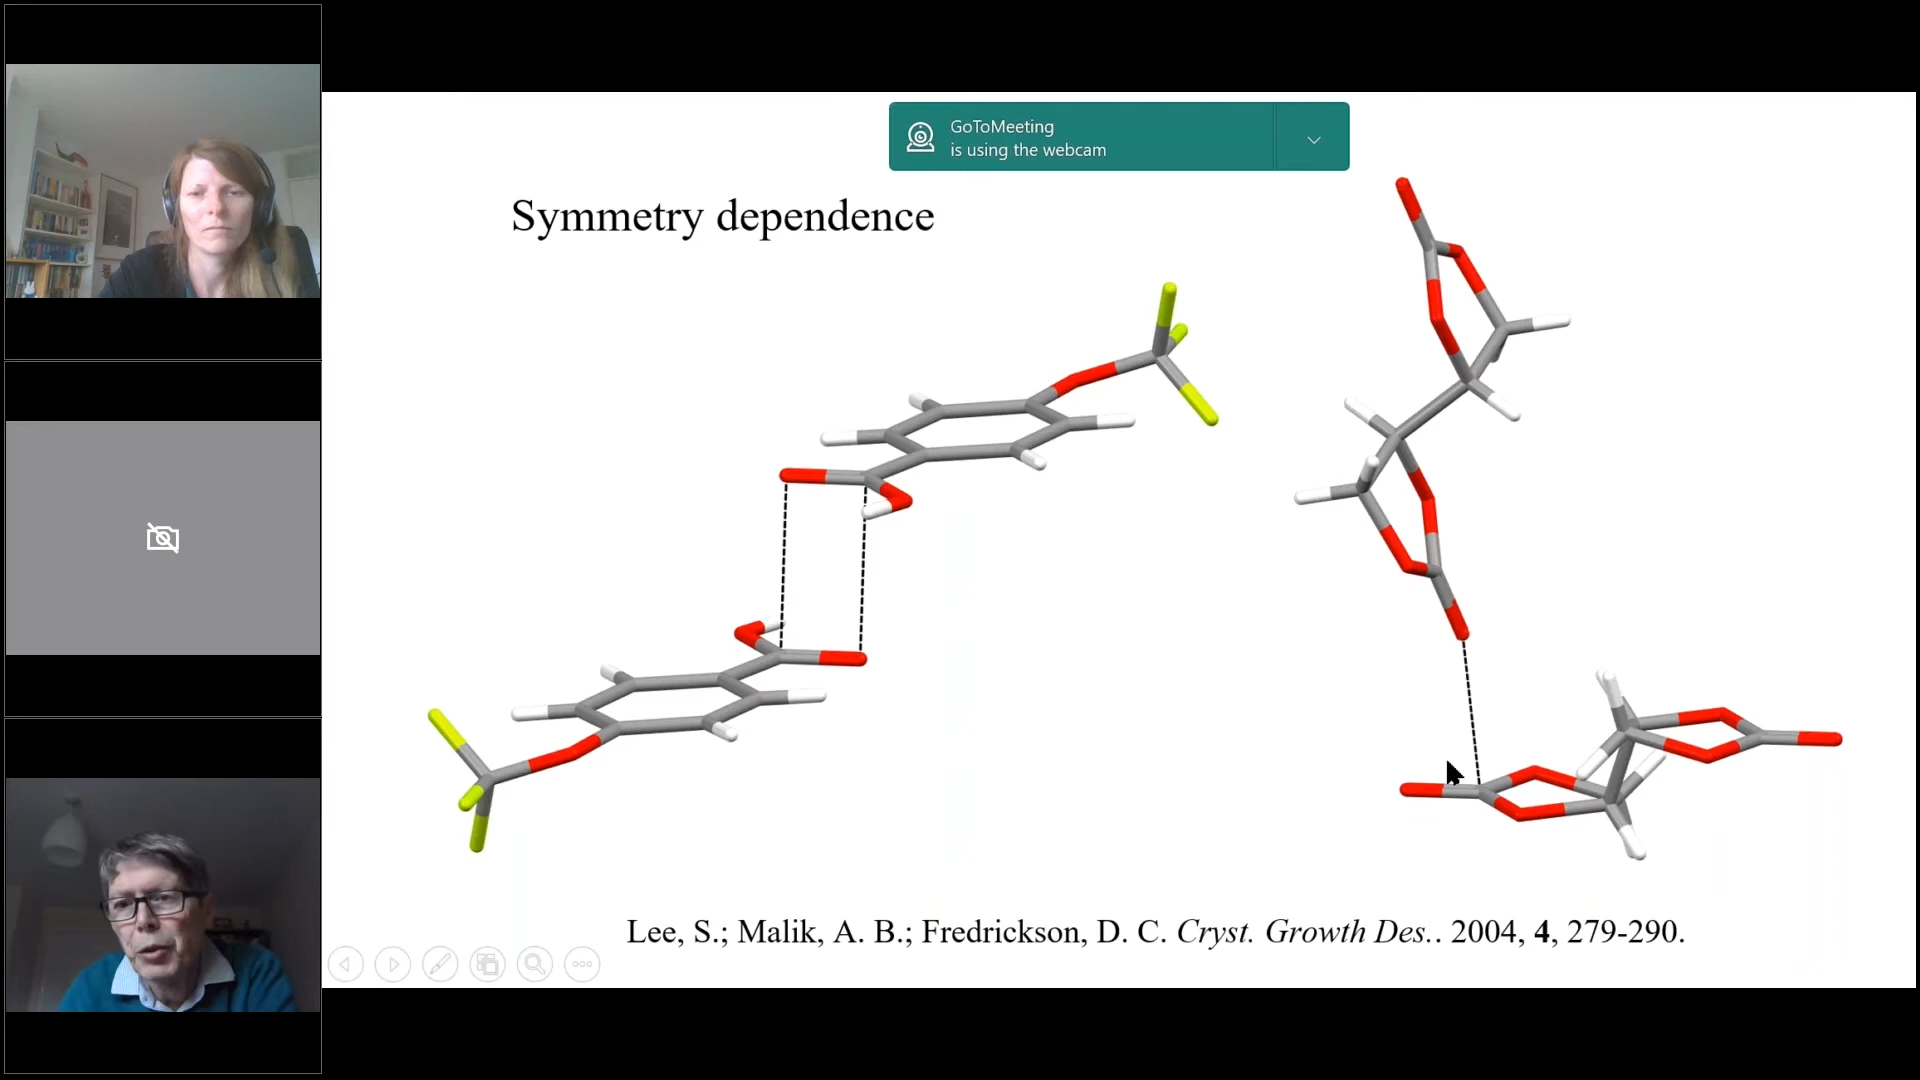 GoToMeeting
is using the webcam
Symmetry dependence
Lee, S.; Malik, A. B.; Fredrickson, D. C. Cryst. Growth Des.. 2004, 4, 279-290.